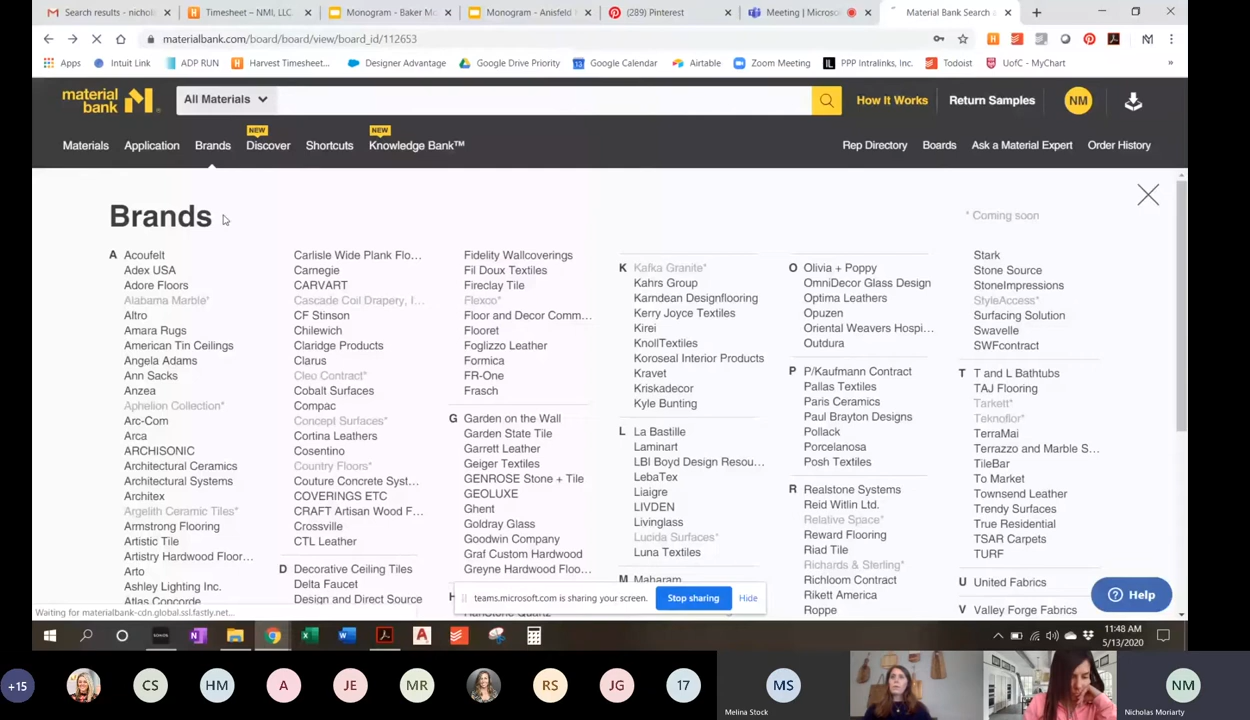 Search results - nicholi
Timesheet – NMI, LLC
Monogram - Baker Mo
Monogram - Anisfeld
(289) Pinterest
Meeting | Microso
Material Bank Search
materialbank.com/board/board/view/board_id/112653
Apps
Intuit Link
ADP RUN
Harvest Timesheet...
Designer Advantage
Google Drive Priority
Google Calendar
Airtable
Zoom Meeting
PPP Intralinks, Inc.
Todoist
UofC - MyChart
»
material bank
All Materials
How It Works
Return Samples
NM
NEW
NEW
Materials
Application
Brands
Discover
Shortcuts
Knowledge Bank™
Rep Directory
Boards
Ask a Material Expert
Order History
Brands
* Coming soon
A Acoufelt
Adex USA
Adore Floors
Alabama Marble*
Altro
Amara Rugs
American Tin Ceilings
Angela Adams
Ann Sacks
Anzea
Aphelion Collection*
Arc-Com
Arca
ARCHISONIC
Architectural Ceramics
Architectural Systems
Architex
Argelith Ceramic Tiles*
Armstrong Flooring
Artistic Tile
Artistry Hardwood Floor...
Arto
Ashley Lighting Inc.
Atlas Concorde
Carlisle Wide Plank Flo...
Carnegie
CARVART
Cascade Coil Drapery, I...
CF Stinson
Chilewich
Claridge Products
Clarus
Cleo Contract*
Cobalt Surfaces
Compac
Concept Surfaces*
Cortina Leathers
Cosentino
Country Floors*
Couture Concrete Syst...
COVERINGS ETC
CRAFT Artisan Wood F...
Crossville
CTL Leather
D Decorative Ceiling Tiles
Delta Faucet
Design and Direct Source
Fidelity Wallcoverings
Fil Doux Textiles
Fireclay Tile
Flexco*
Floor and Decor Comm...
Flooret
Foglizzo Leather
Formica
FR-One
Frasch
G Garden on the Wall
Garden State Tile
Garrett Leather
Geiger Textiles
GENROSE Stone + Tile
GEOLUXE
Ghent
Goldray Glass
Goodwin Company
Graf Custom Hardwood
Greyne Hardwood Floo...
H
K Kafka Granite*
Kahrs Group
Karndean Designflooring
Kerry Joyce Textiles
Kirei
KnollTextiles
Koroseal Interior Products
Kravet
Kriskadecor
Kyle Bunting
L La Bastille
Laminart
LBI Boyd Design Resou...
LebaTex
Liaigre
LIVDEN
Livinglass
Lucida Surfaces*
Luna Textiles
M Maharam
O Olivia + Poppy
OmniDecor Glass Design
Optima Leathers
Opuzen
Oriental Weavers Hospi...
Outdura
P P/Kaufmann Contract
Pallas Textiles
Paris Ceramics
Paul Brayton Designs
Pollack
Porcelanosa
Posh Textiles
R Realstone Systems
Reid Witlin Ltd.
Relative Space*
Reward Flooring
Riad Tile
Richards & Sterling*
Richloom Contract
Rikett America
Roppe
Stark
Stone Source
StoneImpressions
StyleAccess*
Surfacing Solution
Swavelle
SWFcontract
T T and L Bathtubs
TAJ Flooring
Tarkett*
Teknoflor*
TerraMai
Terrazzo and Marble S...
TileBar
To Market
Townsend Leather
Trendy Surfaces
True Residential
TSAR Carpets
TURF
U United Fabrics
V Valley Forge Fabrics
teams.microsoft.com is sharing your screen.
Stop sharing
Hide
Help
Waiting for materialbank-cdn.global.ssl.fastly.net...
11:48 AM
5/13/2020
+15
CS
HM
A
JE
MR
RS
JG
17
MS
NM
Melina Stock
Nicholas Moriarty